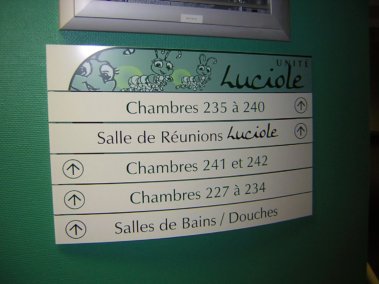 UNITÉ
Luciole
Chambres 235 à 240
Salle de Réunions Luciole
Chambres 241 et 242
Chambres 227 à 234
Salles de Bains / Douches